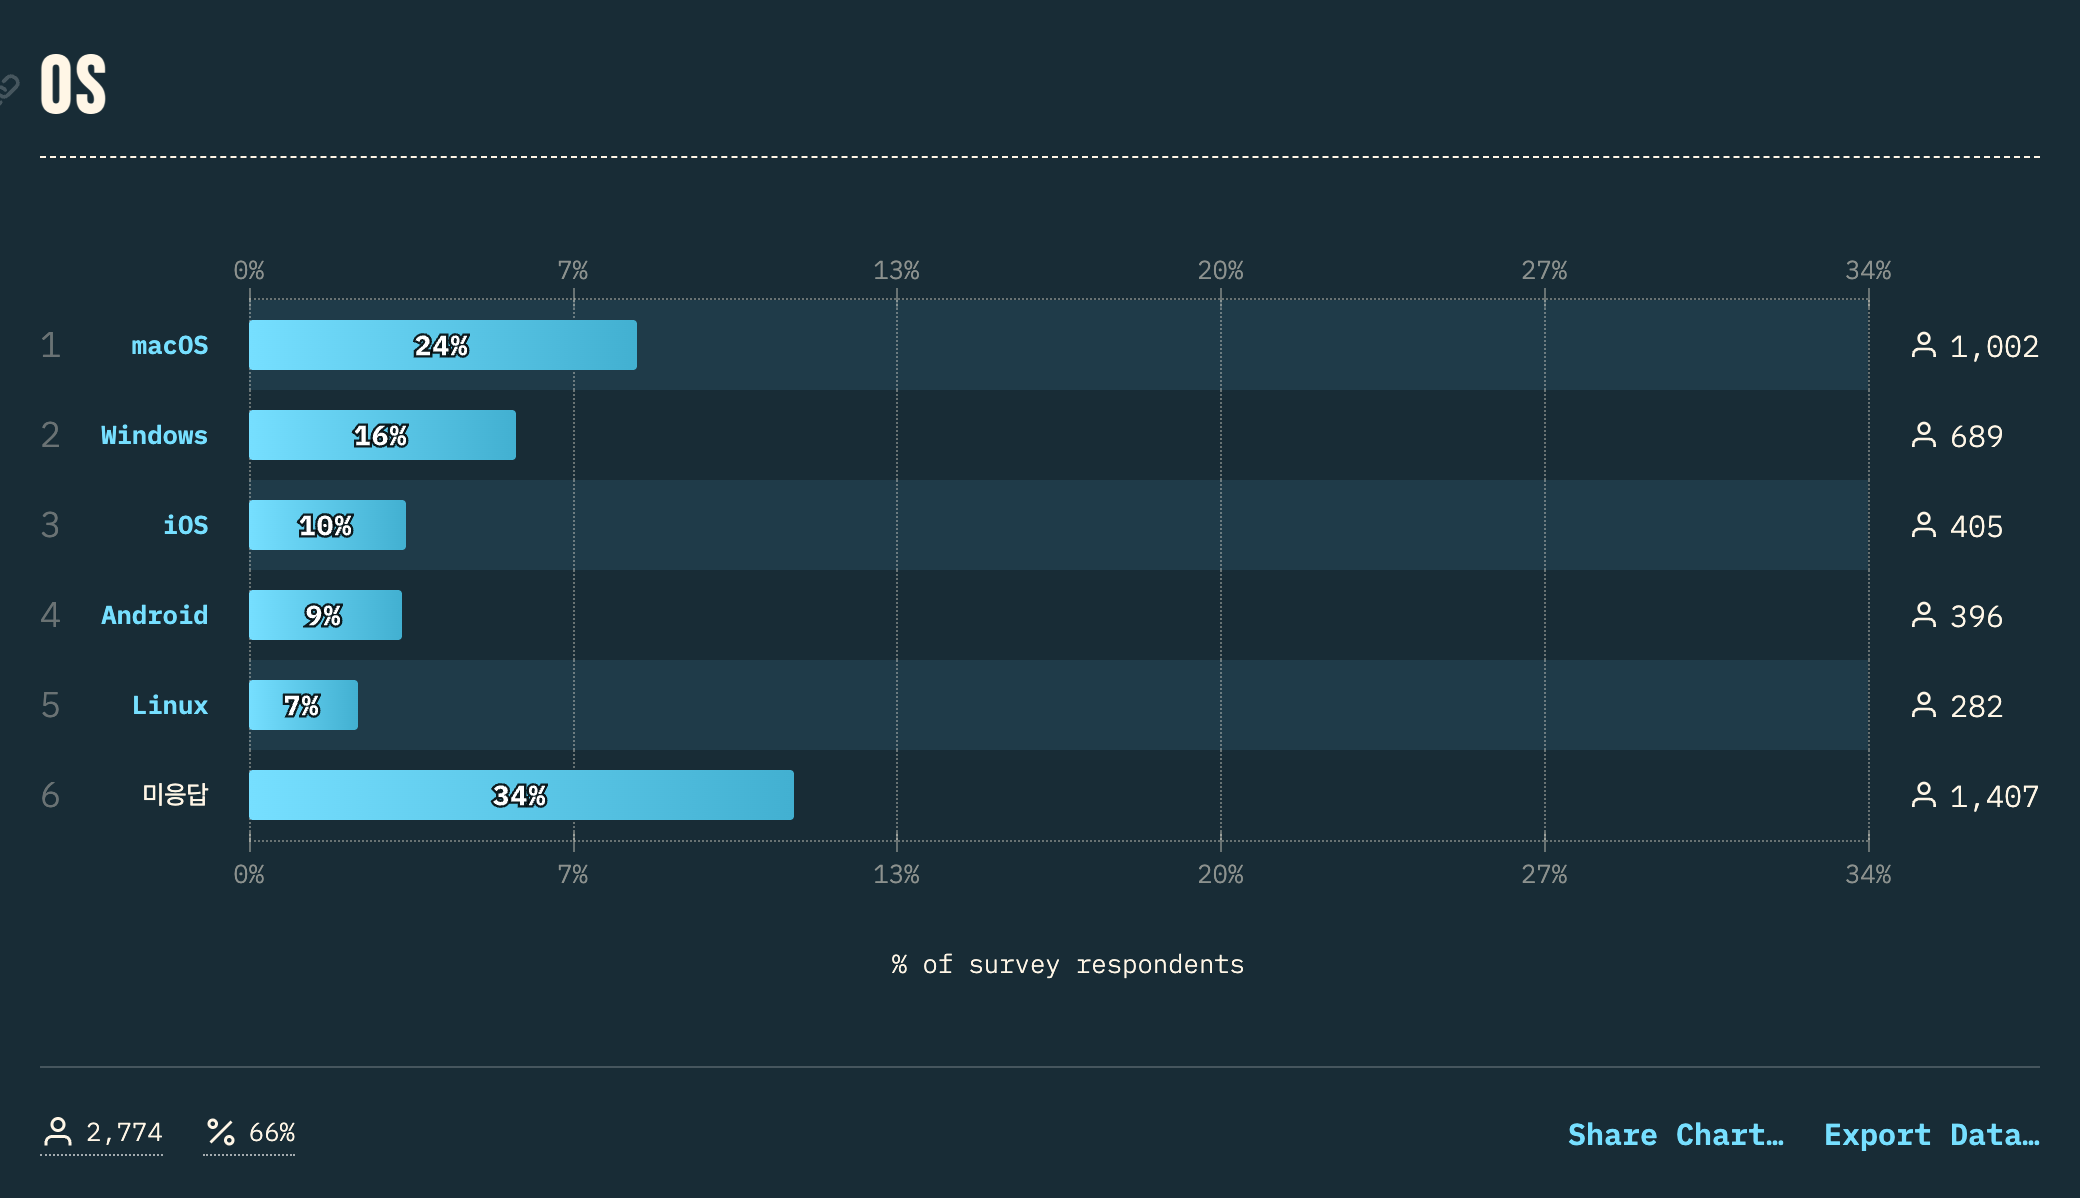 OS
0% 7% 13% 20% 27% 34%
1 macOS 24% 1,002
2 Windows 16% 689
3 iOS 10% 405
4 Android 9% 396
5 Linux 7% 282
6 미응답 34% 1,407
0% 7% 13% 20% 27% 34%
% of survey respondents
2,774 66% Share Chart… Export Data…